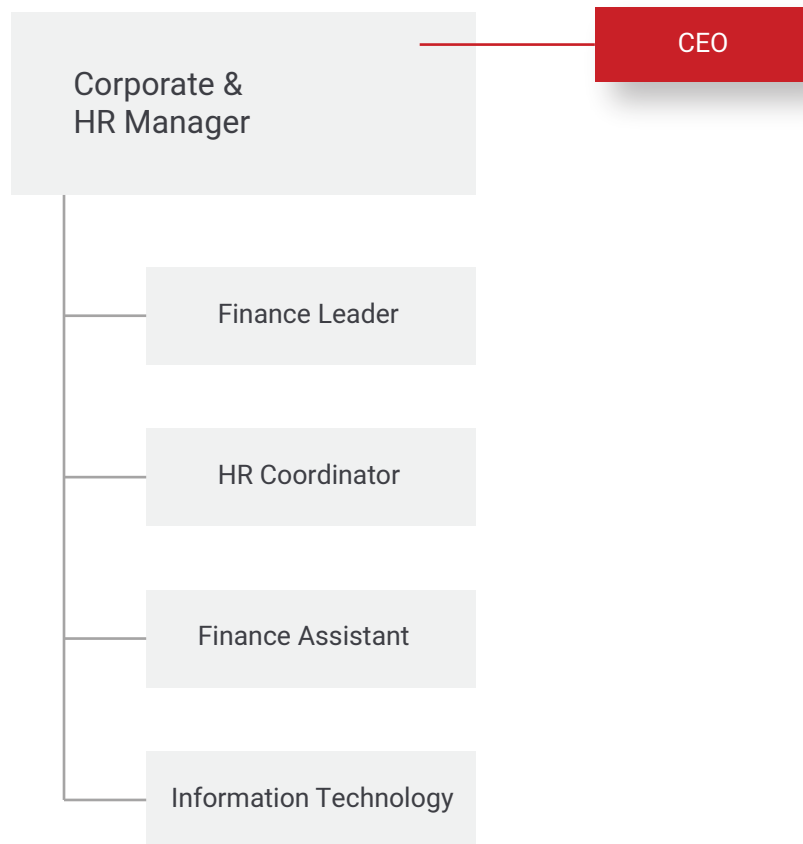 CEO
Corporate &
HR Manager
Finance Leader
HR Coordinator
Finance Assistant
Information Technology